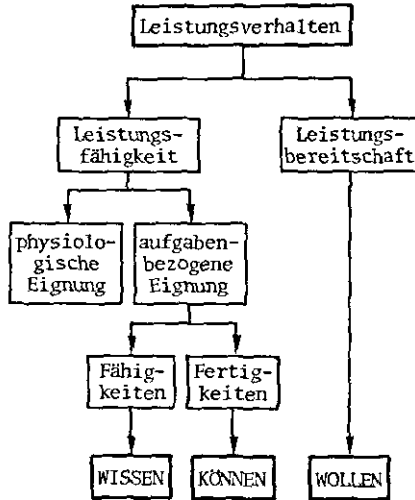 Leistungsverhalten
Leistungs-
fähigkeit
Leistungs-
bereitschaft
physiolo-
gische
Eignung
aufgaben-
bezogene
Eignung
Fähig-
keiten
Fertig-
keiten
WISSEN
KÖNNEN
WOLLEN